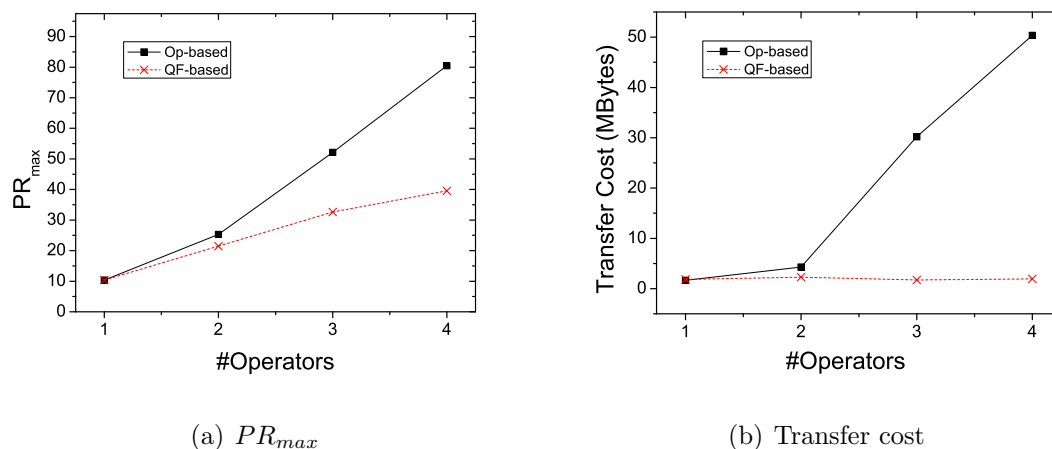 90
80
70
60
50
40
30
20
10
0
PR_max
Op-based
QF-based
1 2 3 4
#Operators
(a) PR_max
50
40
30
20
10
0
Transfer Cost (MBytes)
Op-based
QF-based
1 2 3 4
#Operators
(b) Transfer cost